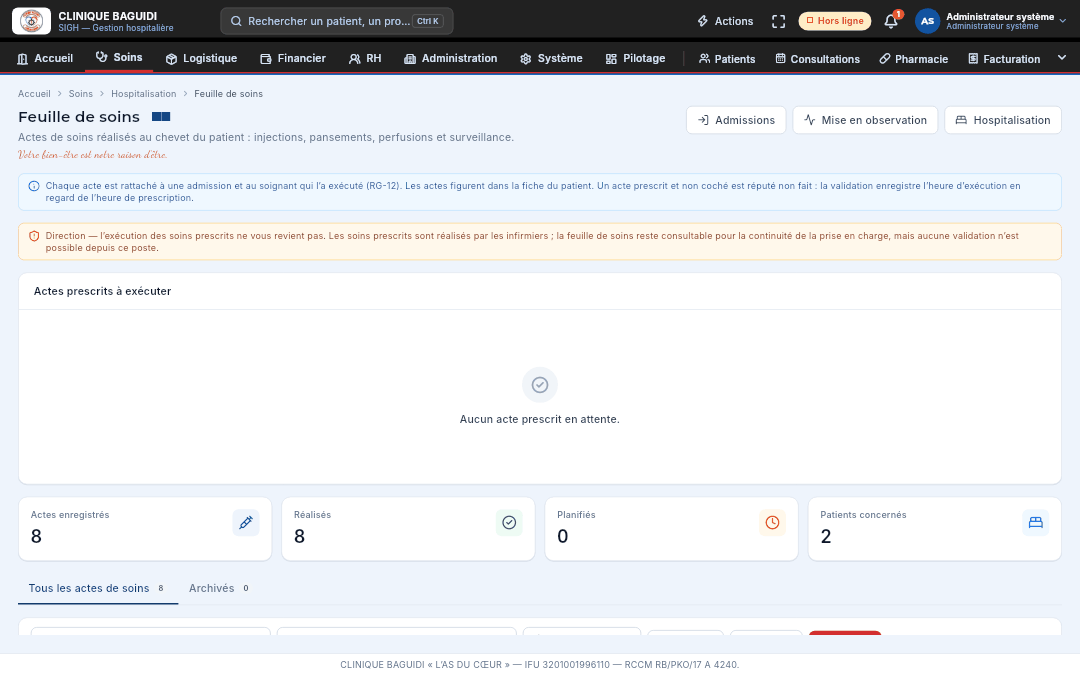 CLINIQUE BAGUIDI
SIGH — Gestion hospitalière
Rechercher un patient, un pro... Ctrl K
Actions
Hors ligne
1
AS
Administrateur système
Administrateur système
Accueil
Soins
Logistique
Financier
RH
Administration
Système
Pilotage
Patients
Consultations
Pharmacie
Facturation
Accueil > Soins > Hospitalisation > Feuille de soins
Feuille de soins
Actes de soins réalisés au chevet du patient : injections, pansements, perfusions et surveillance.
Votre bien-être est notre raison d'être.
Admissions
Mise en observation
Hospitalisation
Chaque acte est rattaché à une admission et au soignant qui l'a exécuté (RG-12). Les actes figurent dans la fiche du patient. Un acte prescrit et non coché est réputé non fait : la validation enregistre l'heure d'exécution en
regard de l'heure de prescription.
Direction — l'exécution des soins prescrits ne vous revient pas. Les soins prescrits sont réalisés par les infirmiers ; la feuille de soins reste consultable pour la continuité de la prise en charge, mais aucune validation n'est
possible depuis ce poste.
Actes prescrits à exécuter
Aucun acte prescrit en attente.
Actes enregistrés
8
Réalisés
8
Planifiés
0
Patients concernés
2
Tous les actes de soins 8
Archivés 0
CLINIQUE BAGUIDI « L'AS DU CŒUR » — IFU 3201001996110 — RCCM RB/PKO/17 A 4240.